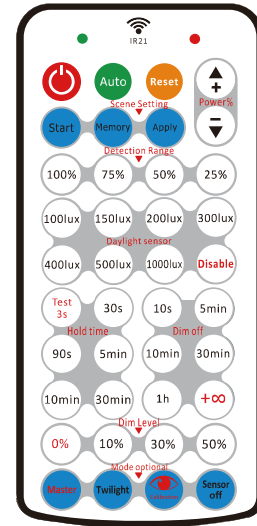 IR21
Auto
Reset
+
Power%
−
Scene Setting
Start
Memory
Apply
Detection Range
100%
75%
50%
25%
100lux
150lux
200lux
300lux
Daylight sensor
400lux
500lux
1000lux
Disable
Test
3s
30s
10s
5min
Hold time
Dim off
90s
5min
10min
30min
10min
30min
1h
+∞
Dim Level
0%
10%
30%
50%
Mode optional
Master
Twilight
Sensor
off